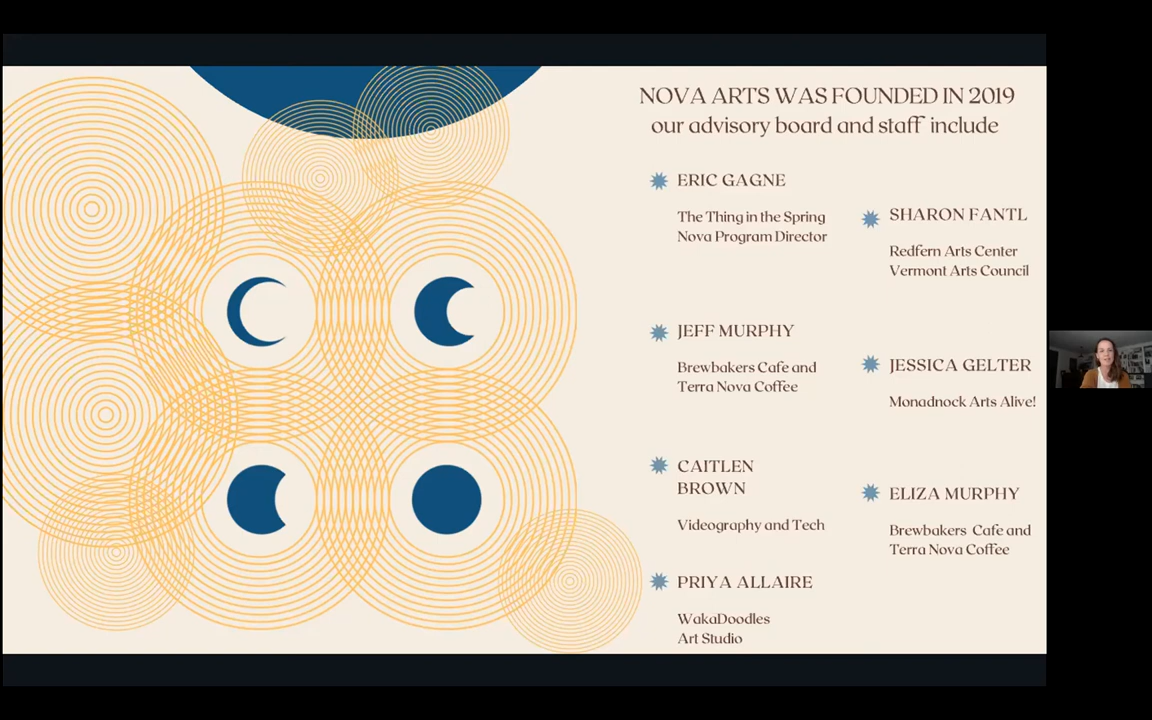 NOVA ARTS WAS FOUNDED IN 2019
our advisory board and staff include
ERIC GAGNE
The Thing in the Spring
Nova Program Director
SHARON FANTL
Redfern Arts Center
Vermont Arts Council
JEFF MURPHY
Brewbakers Cafe and
Terra Nova Coffee
JESSICA GELTER
Monadnock Arts Alive!
CAITLEN
BROWN
Videography and Tech
ELIZA MURPHY
Brewbakers Cafe and
Terra Nova Coffee
PRIYA ALLAIRE
WakaDoodles
Art Studio